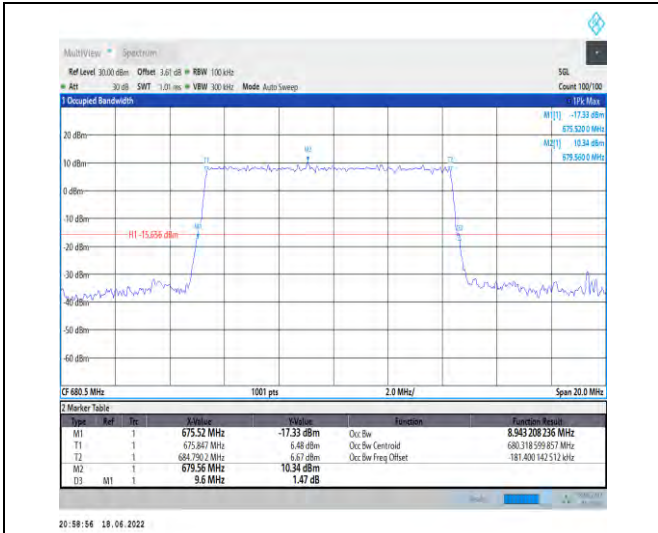 MultiView Spectrum
Ref Level 30.00 dBm Offset 3.61 dB RBW 100 kHz SGL
Att 30 dB SWT 1.01 ms VBW 300 kHz Mode Auto Sweep Count 100/100
1 Occupied Bandwidth 1Pk Max
M1[1] -17.33 dBm
675.5200 MHz
M2[1] 10.34 dBm
679.5600 MHz
20 dBm
M2
T1 T2
10 dBm
0 dBm
-10 dBm
M1 D3
H1 -15.656 dBm
-20 dBm
-30 dBm
-40 dBm
-50 dBm
-60 dBm
CF 680.5 MHz 1001 pts 2.0 MHz/ Span 20.0 MHz
2 Marker Table
Type Ref Trc X-Value Y-Value Function Function Result
M1 1 675.52 MHz -17.33 dBm Occ Bw 8.943 208 236 MHz
T1 1 675.847 MHz 6.48 dBm Occ Bw Centroid 680.318 599 857 MHz
T2 1 684.790 2 MHz 6.67 dBm Occ Bw Freq Offset -181.400 142 512 kHz
M2 1 679.56 MHz 10.34 dBm
D3 M1 1 9.6 MHz 1.47 dB
20:58:56 18.06.2022